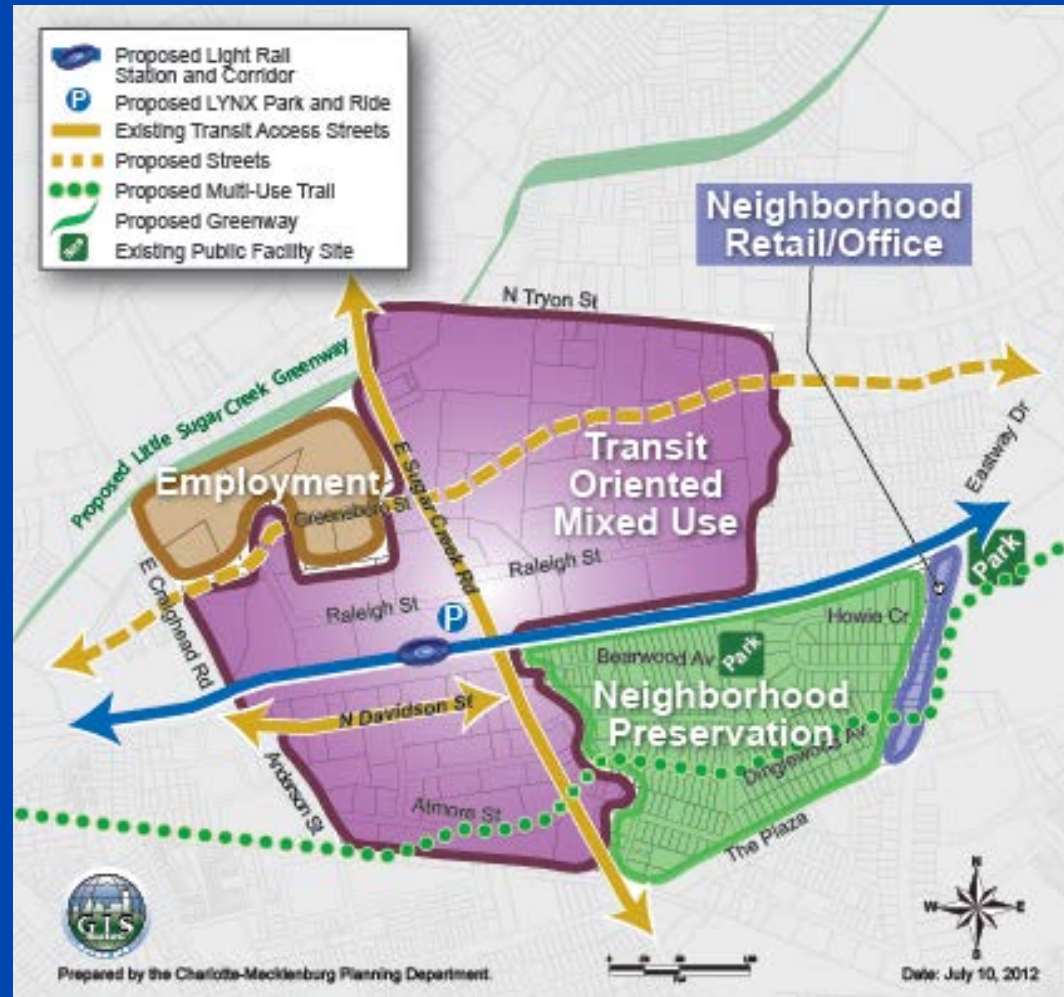 Proposed Light Rail
Station and Corridor
P
Proposed LYNX Park and Ride
Existing Transit Access Streets
Proposed Streets
Proposed Multi-Use Trail
Proposed Greenway
Existing Public Facility Site
Neighborhood
Retail/Office
N Tryon St
Proposed Little Sugar Creek Greenway
Eastway Dr
E Sugar Creek Rd
Transit
Oriented
Mixed Use
Employment
Greensboro St
Park
E Craighead Rd
Raleigh St
Raleigh St
P
Howie Cr
Bearwood Av
Park
Neighborhood
Preservation
N Davidson St
Dinglewood Av
Anderson St
Atmore St
The Plaza
GIS
N
W
E
S
Prepared by the Charlotte-Mecklenburg Planning Department.
Date: July 10, 2012